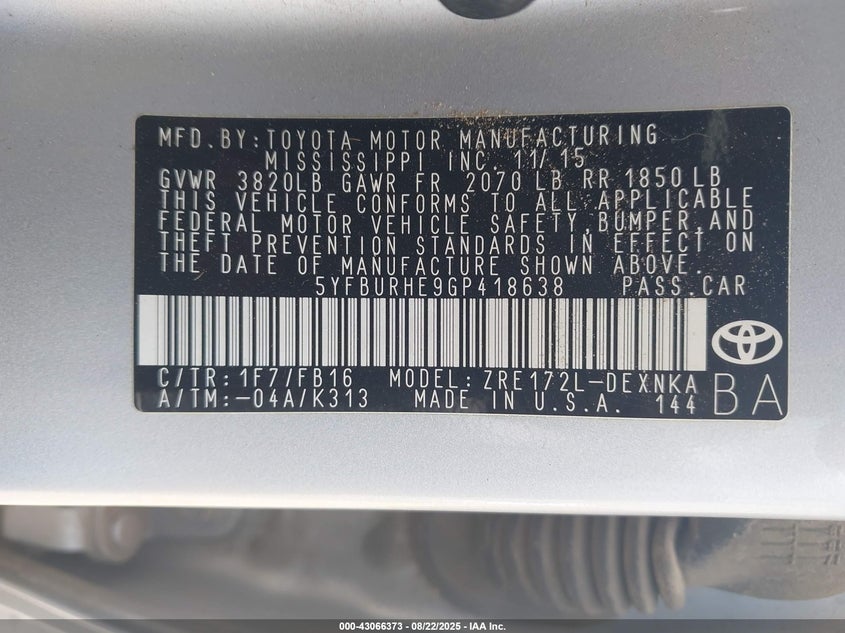 MFD. BY: TOYOTA MOTOR MANUFACTURING
MISSISSIPPI INC. 11/15
GVWR 3820LB GAWR FR 2070 LB RR 1850 LB
THIS VEHICLE CONFORMS TO ALL APPLICABLE
FEDERAL MOTOR VEHICLE SAFETY, BUMPER, AND
THEFT PREVENTION STANDARDS IN EFFECT ON
THE DATE OF MANUFACTURE SHOWN ABOVE.
5YFBURHE9GP418638 PASS. CAR
C/TR: 1F7/FB16 MODEL: ZRE172L-DEXNKA
A/TM:-04A/K313 MADE IN U.S.A. 144 BA
000-43066373 - 08/22/2025 - IAA Inc.